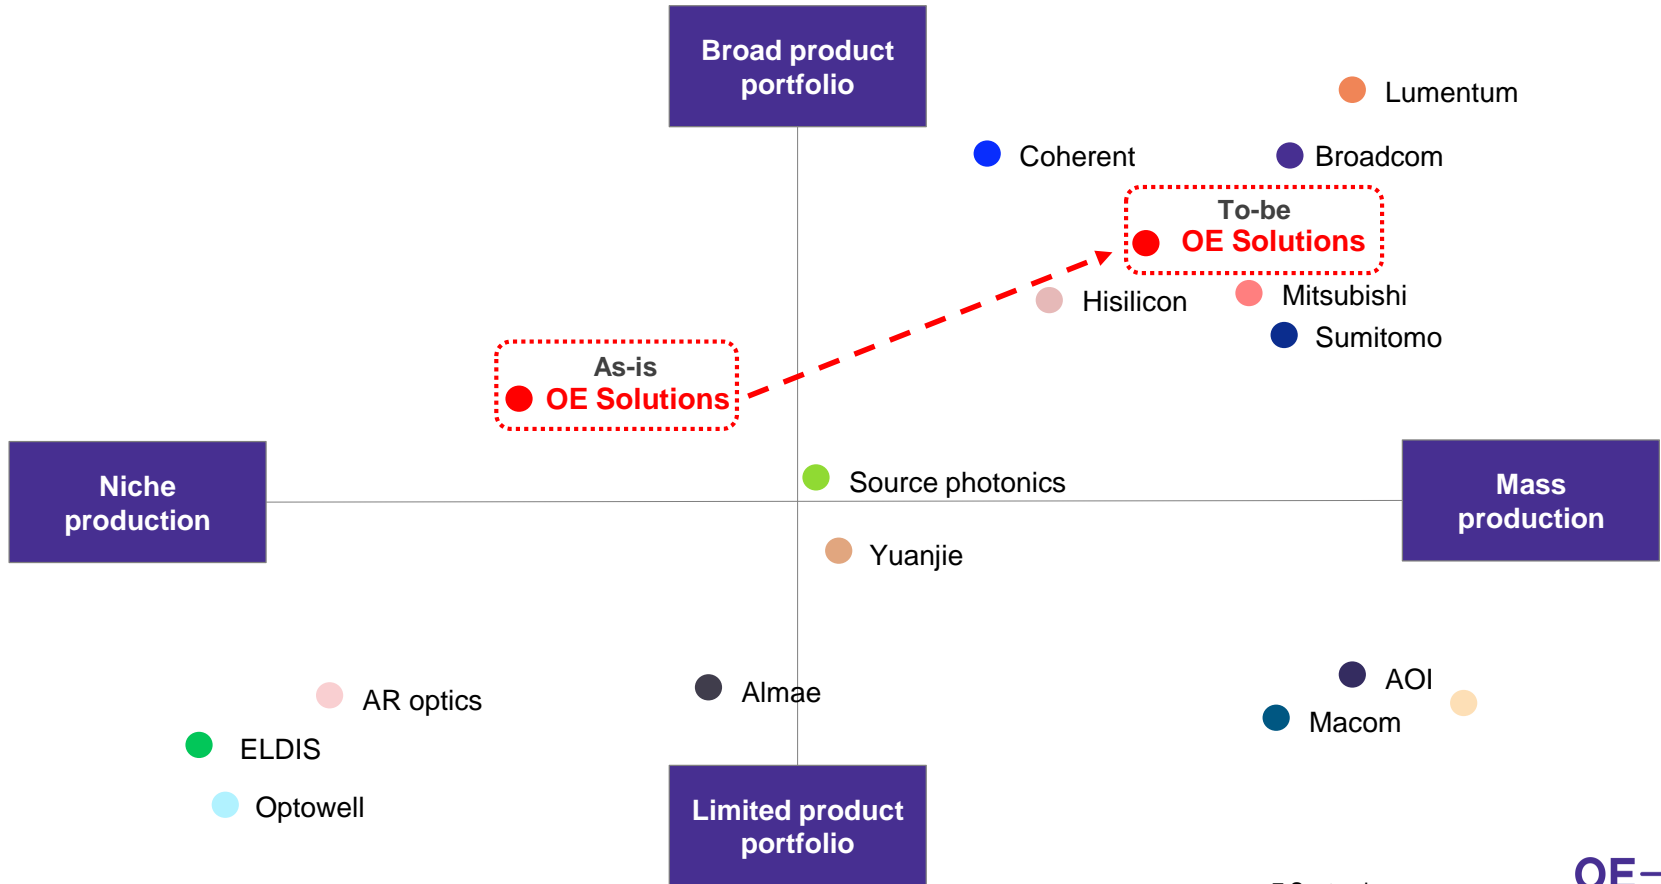 Broad product
portfolio
Lumentum
Coherent
Broadcom
To-be
OE Solutions
Hisilicon
Mitsubishi
Sumitomo
As-is
OE Solutions
Niche
production
Source photonics
Mass
production
Yuanjie
AR optics
Almae
AOI
Macom
ELDIS
Optowell
Limited product
portfolio
OE